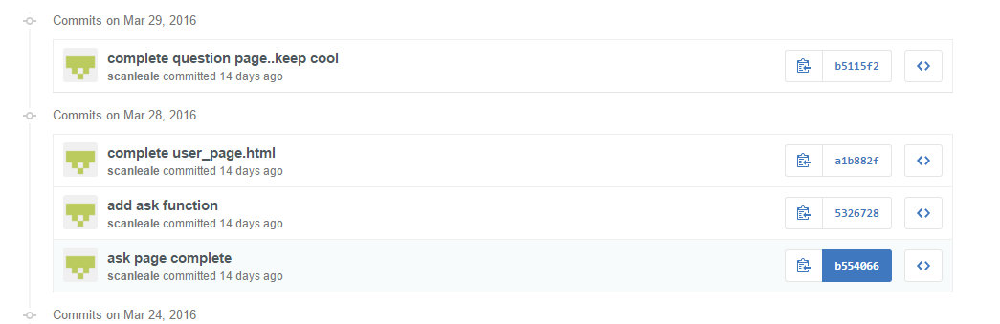 Commits on Mar 29, 2016
complete question page..keep cool
scanleale committed 14 days ago
b5115f2
Commits on Mar 28, 2016
complete user_page.html
scanleale committed 14 days ago
a1b882f
add ask function
scanleale committed 14 days ago
5326728
ask page complete
scanleale committed 14 days ago
b554066
Commits on Mar 24, 2016